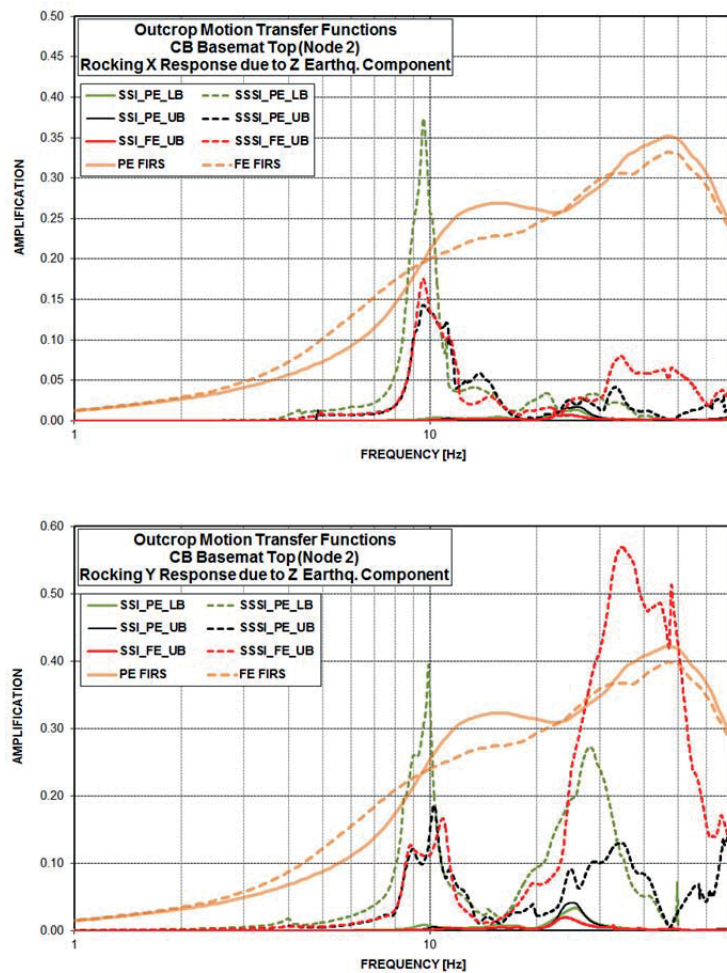 Outcrop Motion Transfer Functions
CB Basemat Top (Node 2)
Rocking X Response due to Z Earthq. Component
SSI_PE_LB SSSI_PE_LB
SSI_PE_UB SSSI_PE_UB
SSI_FE_UB SSSI_FE_UB
PE FIRS FE FIRS
AMPLIFICATION
0.50
0.45
0.40
0.35
0.30
0.25
0.20
0.15
0.10
0.05
0.00
1 10
FREQUENCY [Hz]
Outcrop Motion Transfer Functions
CB Basemat Top (Node 2)
Rocking Y Response due to Z Earthq. Component
SSI_PE_LB SSSI_PE_LB
SSI_PE_UB SSSI_PE_UB
SSI_FE_UB SSSI_FE_UB
PE FIRS FE FIRS
AMPLIFICATION
0.60
0.50
0.40
0.30
0.20
0.10
0.00
1 10
FREQUENCY [Hz]